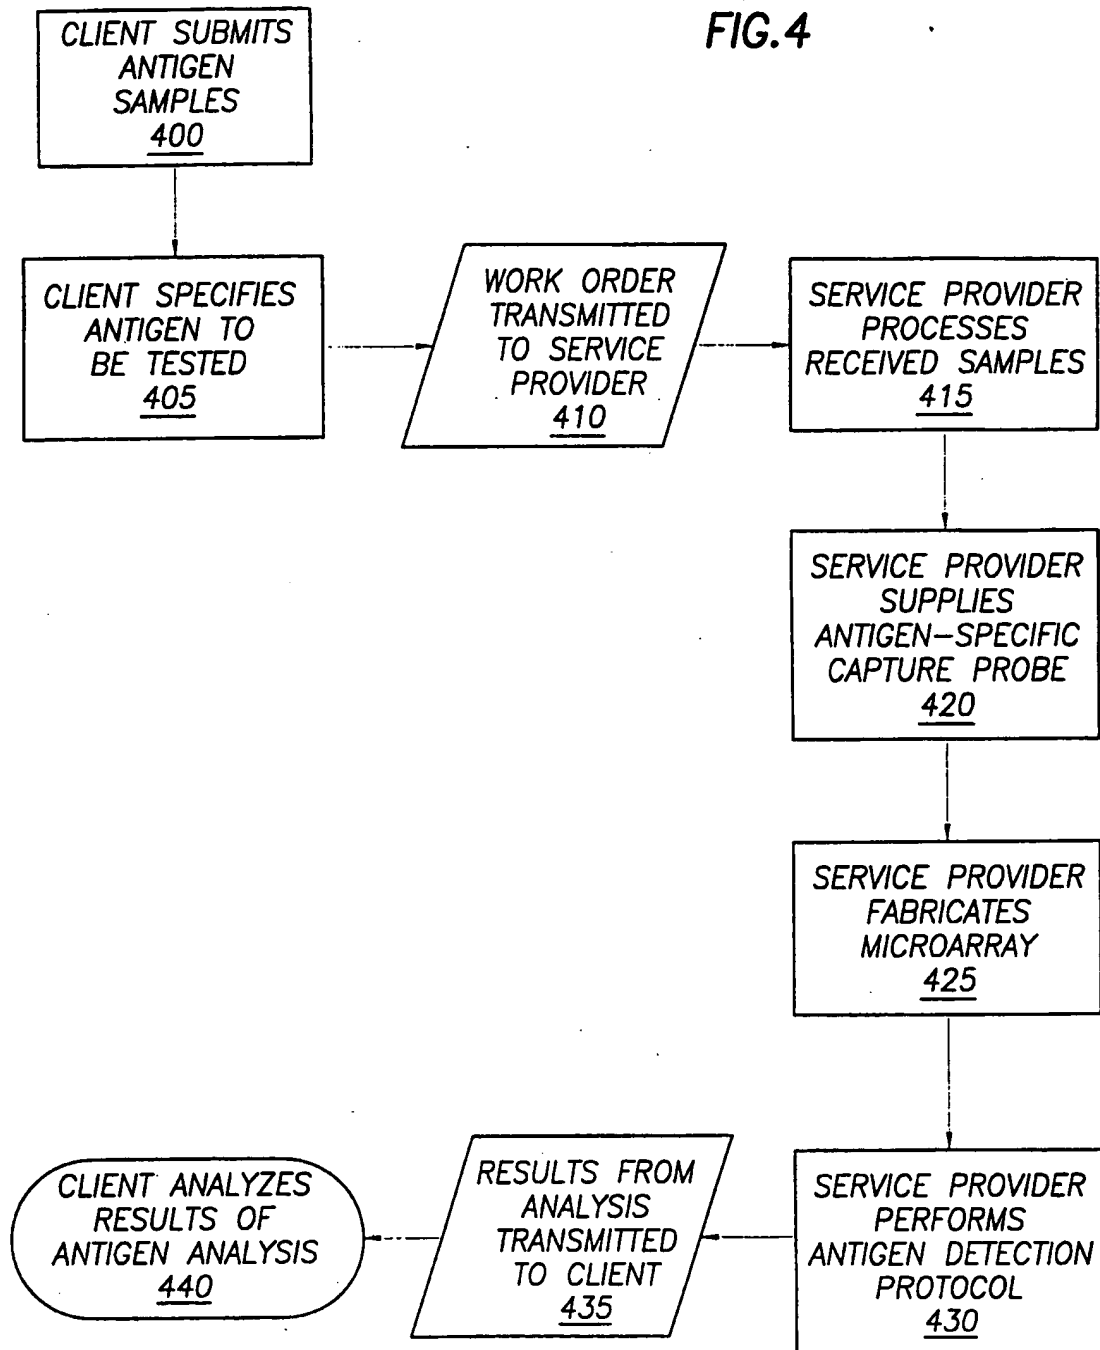 FIG.4
CLIENT SUBMITS
ANTIGEN
SAMPLES
400
CLIENT SPECIFIES
ANTIGEN TO
BE TESTED
405
WORK ORDER
TRANSMITTED
TO SERVICE
PROVIDER
410
SERVICE PROVIDER
PROCESSES
RECEIVED SAMPLES
415
SERVICE PROVIDER
SUPPLIES
ANTIGEN-SPECIFIC
CAPTURE PROBE
420
SERVICE PROVIDER
FABRICATES
MICROARRAY
425
SERVICE PROVIDER
PERFORMS
ANTIGEN DETECTION
PROTOCOL
430
RESULTS FROM
ANALYSIS
TRANSMITTED
TO CLIENT
435
CLIENT ANALYZES
RESULTS OF
ANTIGEN ANALYSIS
440